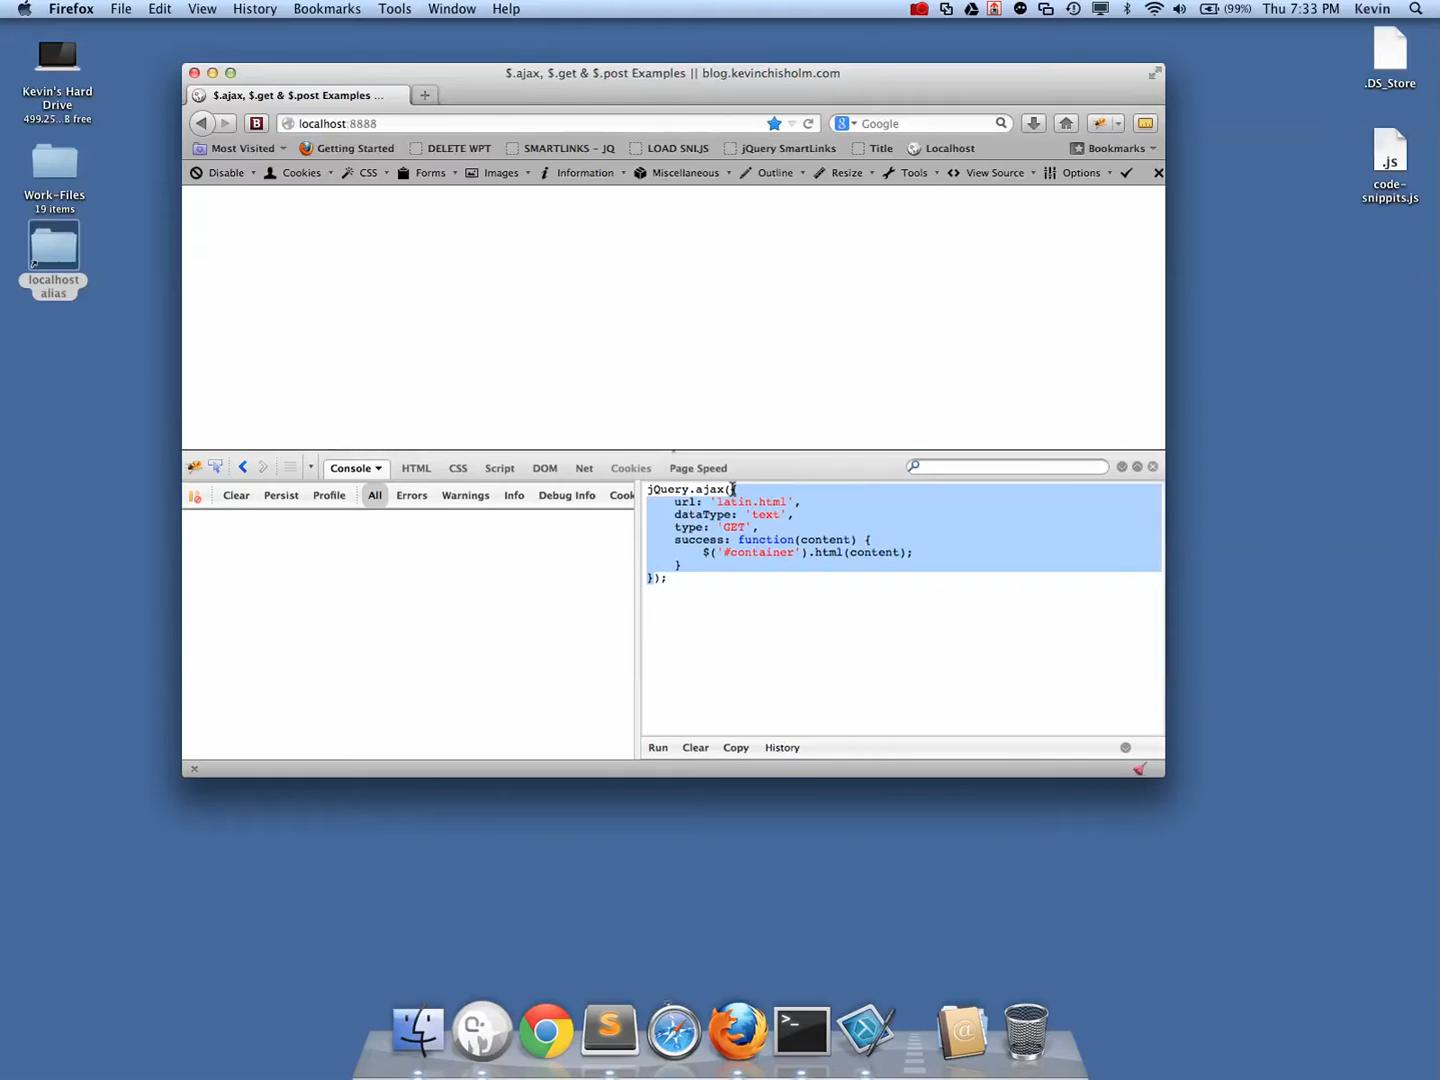 Firefox File Edit View History Bookmarks Tools Window Help
(99%) Thu 7:33 PM Kevin
Kevin's Hard
Drive
499.25...B free
Work-Files
19 items
localhost
alias
.DS_Store
.js
code-
snippits.js
$.ajax, $.get & $.post Examples || blog.kevinchisholm.com
$.ajax, $.get & $.post Examples ...
B localhost:8888 Google
Most Visited Getting Started DELETE WPT SMARTLINKS - JQ LOAD SNIJS jQuery SmartLinks Title Localhost Bookmarks
Disable Cookies CSS Forms Images Information Miscellaneous Outline Resize Tools View Source Options
Console HTML CSS Script DOM Net Cookies Page Speed
Clear Persist Profile All Errors Warnings Info Debug Info Cook
jQuery.ajax({
url: 'latin.html',
dataType: 'text',
type: 'GET',
success: function(content) {
$('#container').html(content);
}
});
Run Clear Copy History